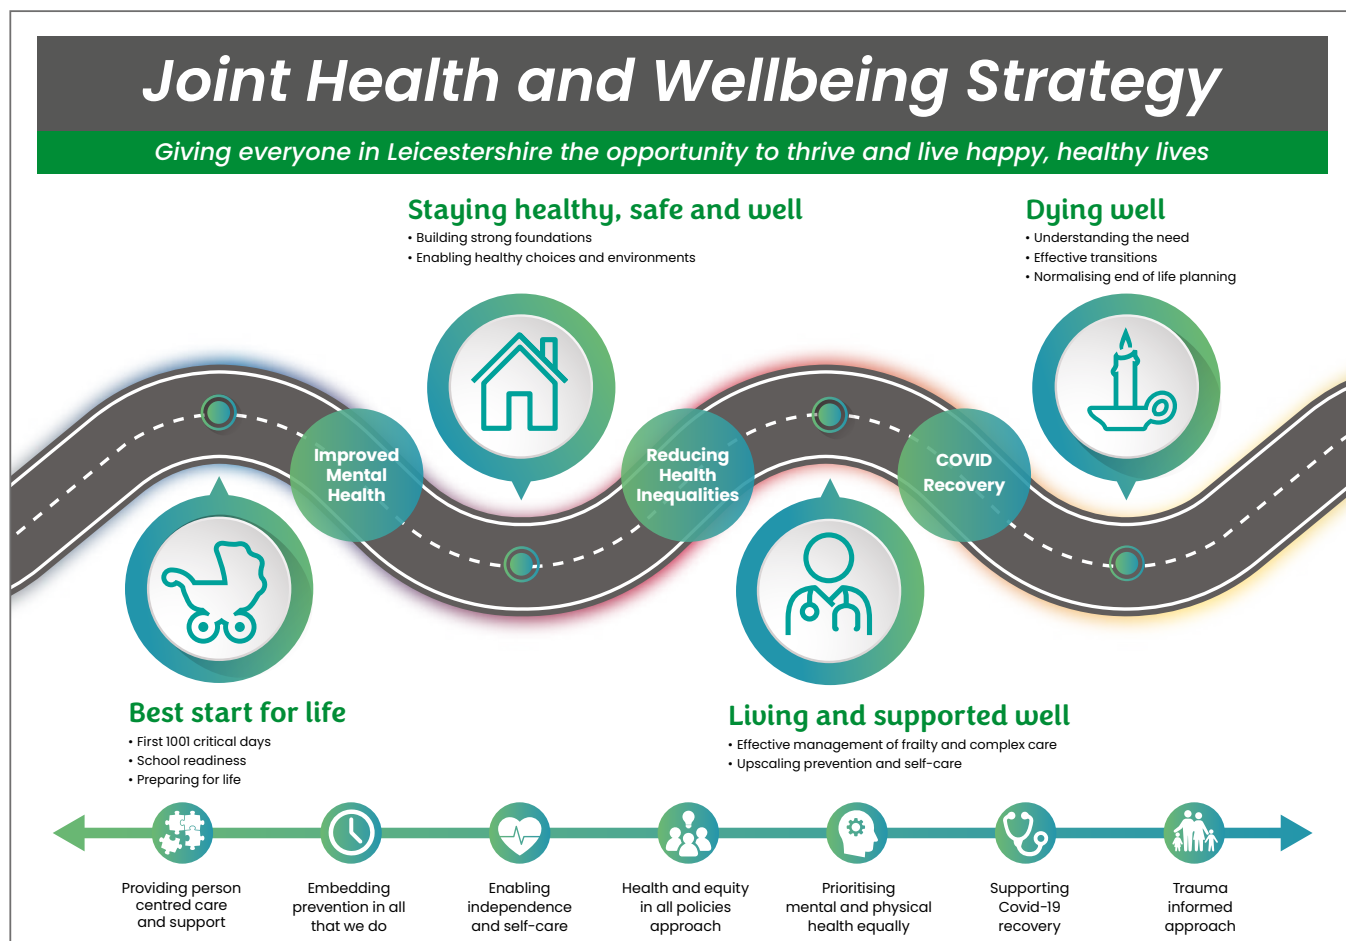 Joint Health and Wellbeing Strategy
Giving everyone in Leicestershire the opportunity to thrive and live happy, healthy lives
Staying healthy, safe and well
• Building strong foundations
• Enabling healthy choices and environments
Dying well
• Understanding the need
• Effective transitions
• Normalising end of life planning
Improved
Mental
Health
Reducing
Health
Inequalities
COVID
Recovery
Best start for life
• First 1001 critical days
• School readiness
• Preparing for life
Living and supported well
• Effective management of frailty and complex care
• Upscaling prevention and self-care
Providing person
centred care
and support
Embedding
prevention in all
that we do
Enabling
independence
and self-care
Health and equity
in all policies
approach
Prioritising
mental and physical
health equally
Supporting
Covid-19
recovery
Trauma
informed
approach